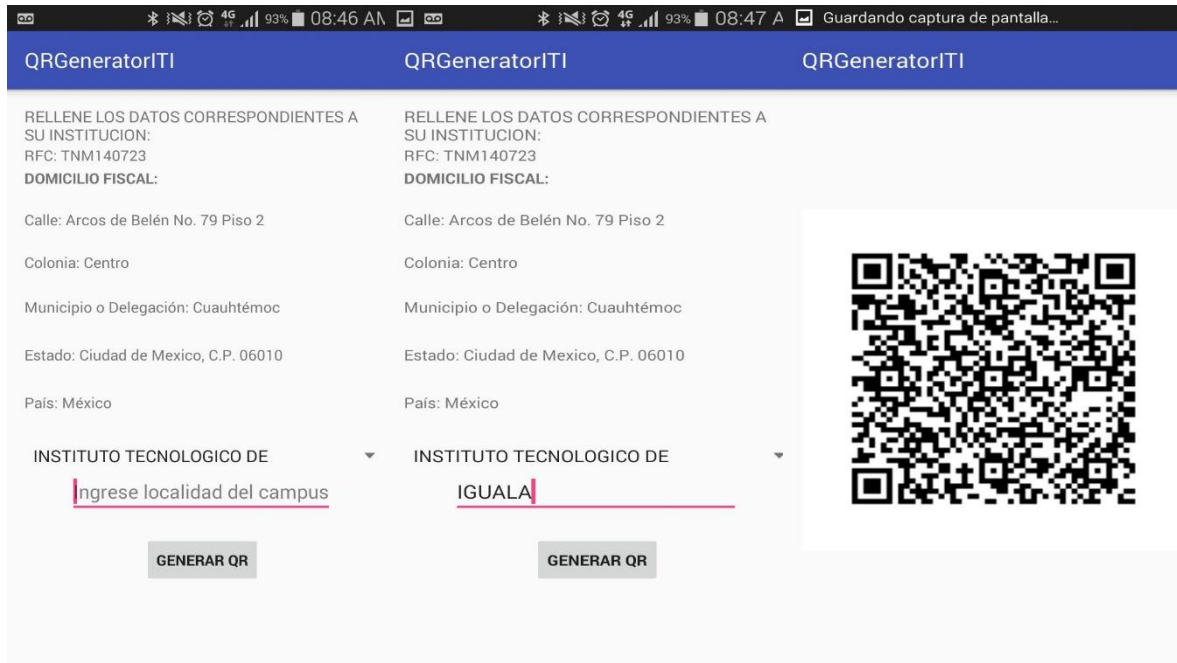 4G 93% 08:46 AM
QRGeneratorITI
RELLENE LOS DATOS CORRESPONDIENTES A
SU INSTITUCION:
RFC: TNM140723
DOMICILIO FISCAL:
Calle: Arcos de Belén No. 79 Piso 2
Colonia: Centro
Municipio o Delegación: Cuauhtémoc
Estado: Ciudad de Mexico, C.P. 06010
País: México
INSTITUTO TECNOLOGICO DE
Ingrese localidad del campus
GENERAR QR
4G 93% 08:47 A
QRGeneratorITI
RELLENE LOS DATOS CORRESPONDIENTES A
SU INSTITUCION:
RFC: TNM140723
DOMICILIO FISCAL:
Calle: Arcos de Belén No. 79 Piso 2
Colonia: Centro
Municipio o Delegación: Cuauhtémoc
Estado: Ciudad de Mexico, C.P. 06010
País: México
INSTITUTO TECNOLOGICO DE
IGUALA
GENERAR QR
Guardando captura de pantalla...
QRGeneratorITI